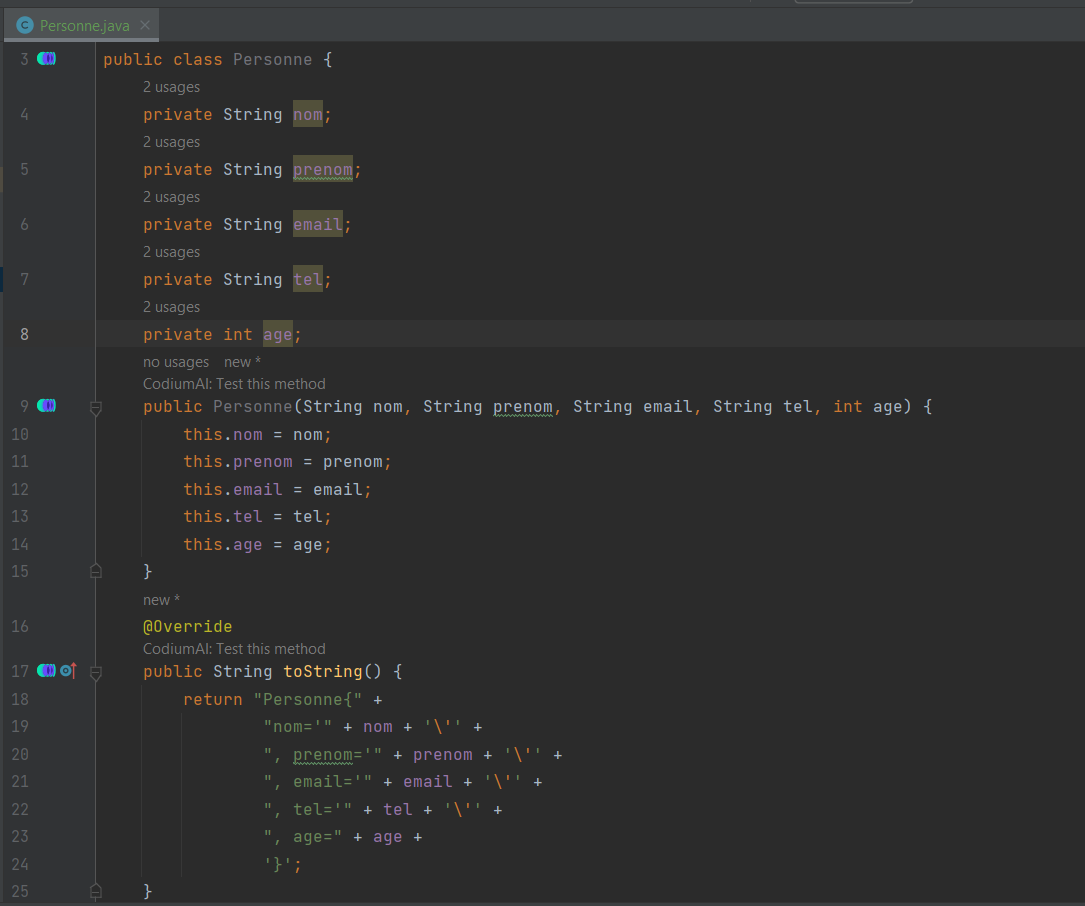 Personne.java
3 public class Personne {
2 usages
4 private String nom;
2 usages
5 private String prenom;
2 usages
6 private String email;
2 usages
7 private String tel;
2 usages
8 private int age;
no usages new *
CodiumAI: Test this method
9 public Personne(String nom, String prenom, String email, String tel, int age) {
10 this.nom = nom;
11 this.prenom = prenom;
12 this.email = email;
13 this.tel = tel;
14 this.age = age;
15 }
new *
16 @Override
CodiumAI: Test this method
17 public String toString() {
18 return "Personne{" +
19 "nom='" + nom + '\'' +
20 ", prenom='" + prenom + '\'' +
21 ", email='" + email + '\'' +
22 ", tel='" + tel + '\'' +
23 ", age=" + age +
24 '}';
25 }